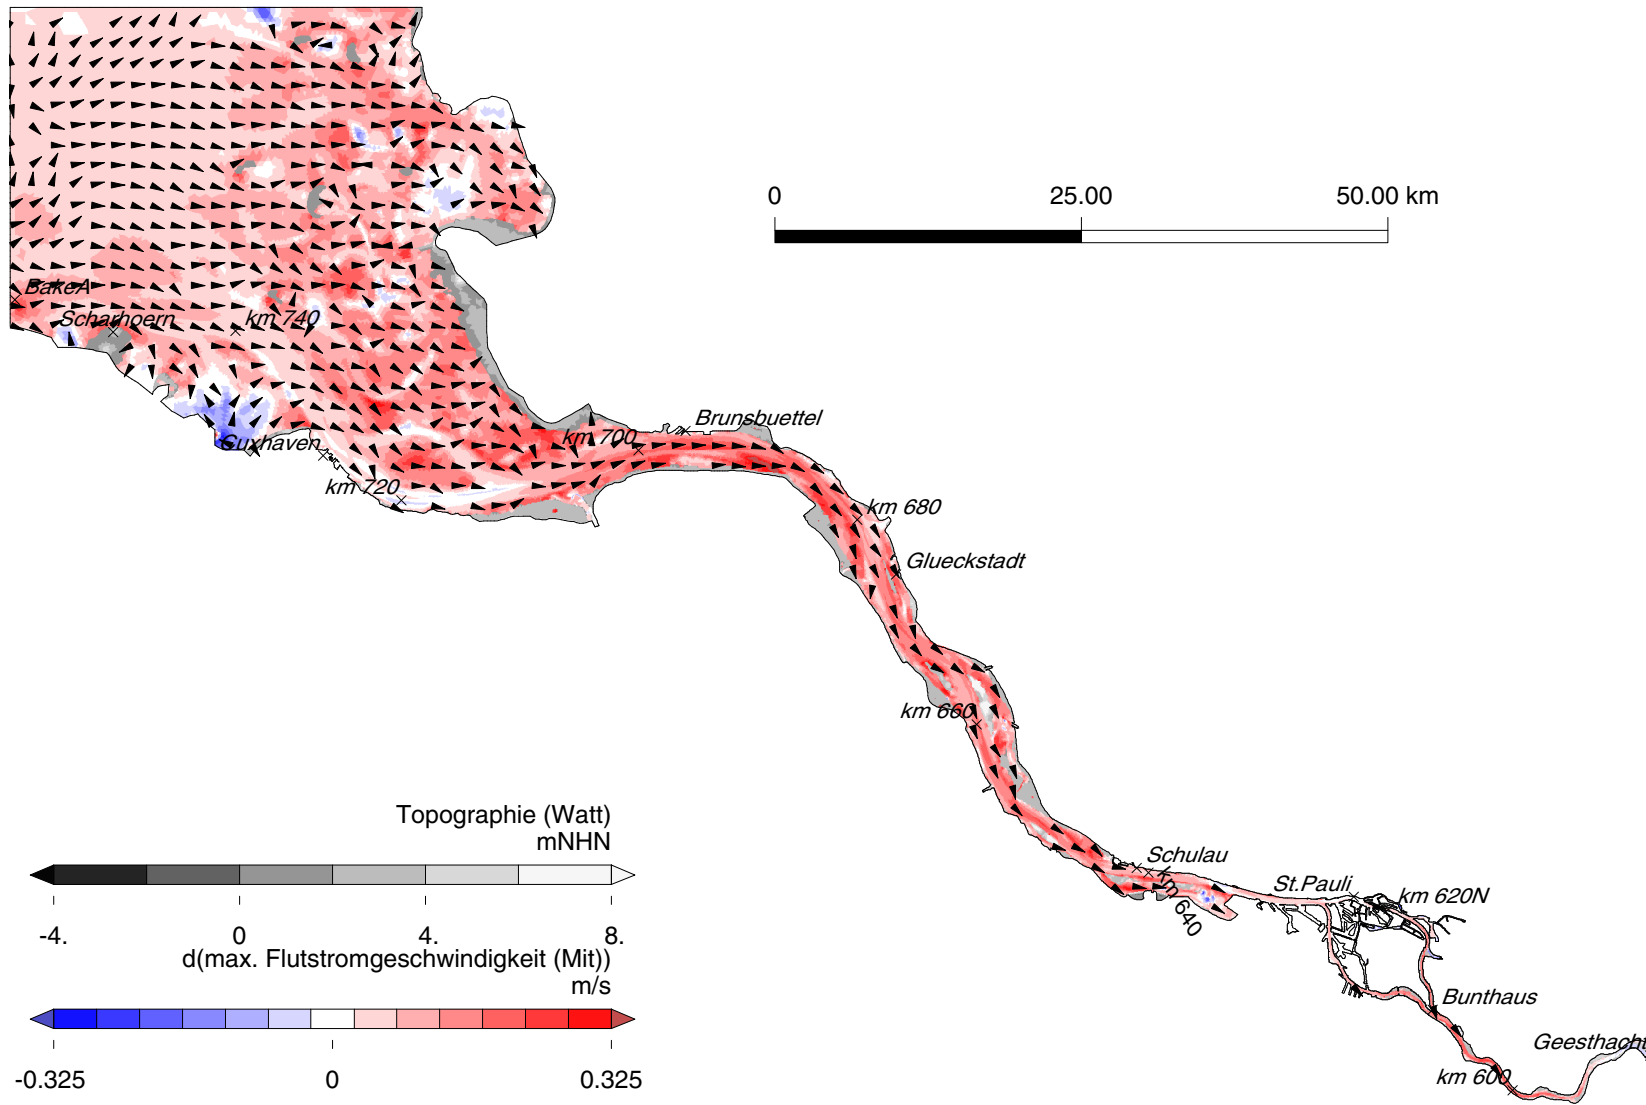 0 25.00 50.00 km
BakeA
Scharhoern
km 740
Brunsbuettel
km 700
Cuxhaven
km 720
km 680
Glueckstadt
km 660
Topographie (Watt)
mNHN
-4. 0 4. 8.
d(max. Flutstromgeschwindigkeit (Mit))
m/s
-0.325 0 0.325
Schulau
km 640
St.Pauli
km 620N
Bunthaus
Geesthacht
km 600